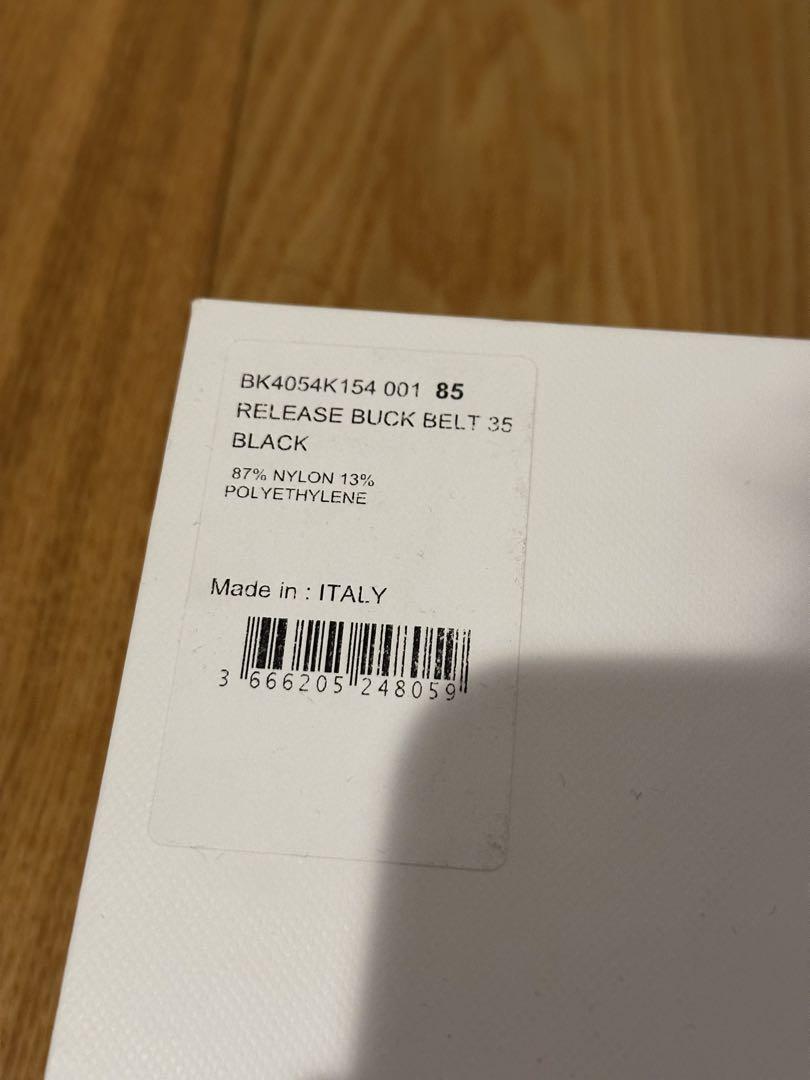 BK4054K154 001 85
RELEASE BUCK BELT 35
BLACK
87% NYLON 13%
POLYETHYLENE
Made in : ITALY
3 666205 248059